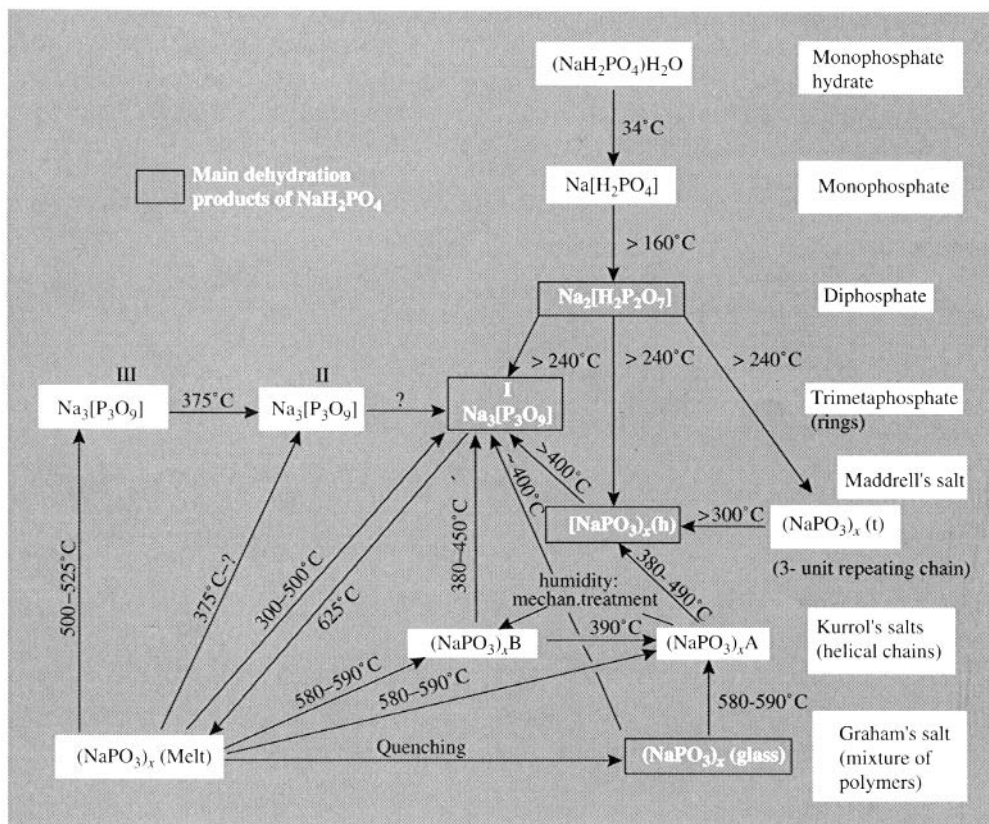 (NaH₂PO₄)H₂O
Monophosphate
hydrate
34°C
Main dehydration
products of NaH₂PO₄
Na[H₂PO₄]
Monophosphate
> 160°C
Na₂[H₂P₂O₇]
Diphosphate
> 240°C
> 240°C
> 240°C
III
Na₃[P₃O₉]
375°C
II
Na₃[P₃O₉]
?
I
Na₃[P₃O₉]
Trimetaphosphate
(rings)
>400°C
~ 400°C
Maddrell's salt
[NaPO₃)ₓ(h)
>300°C
(NaPO₃)ₓ (t)
(3- unit repeating chain)
500–525°C
375°C–?
300–500°C
625°C
380–450°C
humidity:
mechan.treatment
380- 490°C
(NaPO₃)ₓB
390°C
(NaPO₃)ₓA
Kurrol's salts
(helical chains)
580–590°C
580–590°C
580-590°C
(NaPO₃)ₓ (Melt)
Quenching
(NaPO₃)ₓ (glass)
Graham's salt
(mixture of
polymers)